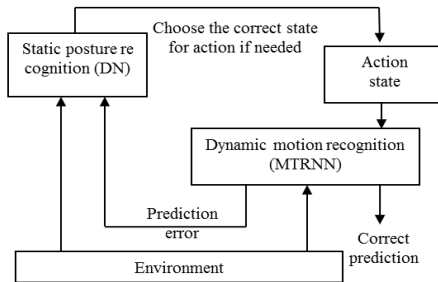 Static posture re
cognition (DN)
Choose the correct state
for action if needed
Action
state
Dynamic motion recognition
(MTRNN)
Prediction
error
Correct
prediction
Environment